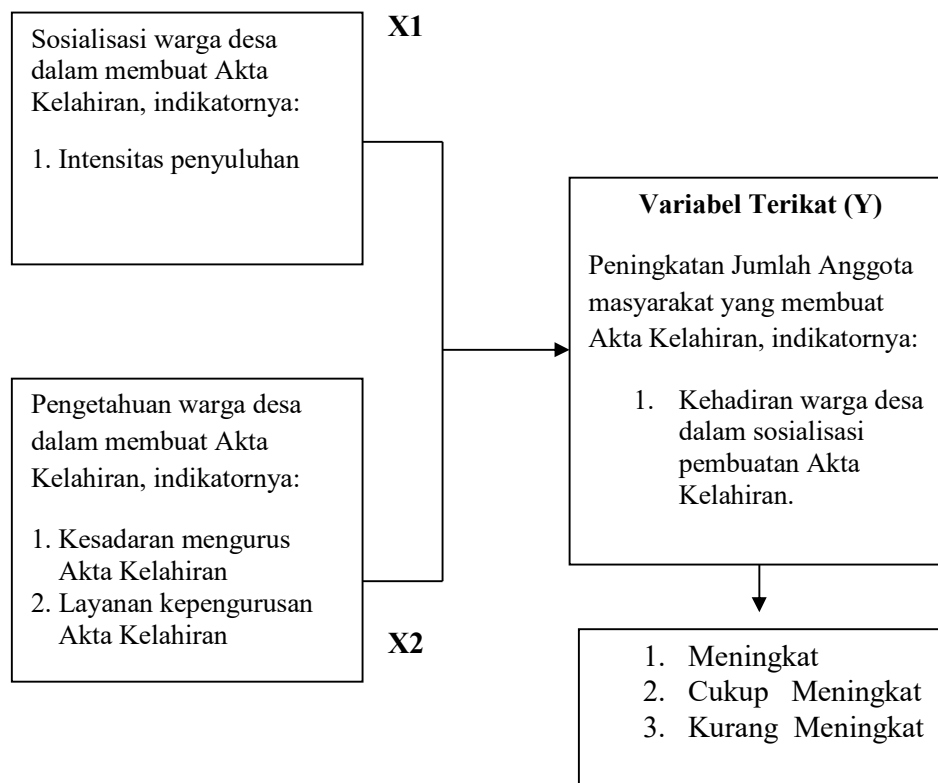 X1
Sosialisasi warga desa
dalam membuat Akta
Kelahiran, indikatornya:
1. Intensitas penyuluhan
Pengetahuan warga desa
dalam membuat Akta
Kelahiran, indikatornya:
1. Kesadaran mengurus
Akta Kelahiran
2. Layanan kepengurusan
Akta Kelahiran
X2
Variabel Terikat (Y)
Peningkatan Jumlah Anggota
masyarakat yang membuat
Akta Kelahiran, indikatornya:
1. Kehadiran warga desa
dalam sosialisasi
pembuatan Akta
Kelahiran.
1. Meningkat
2. Cukup Meningkat
3. Kurang Meningkat